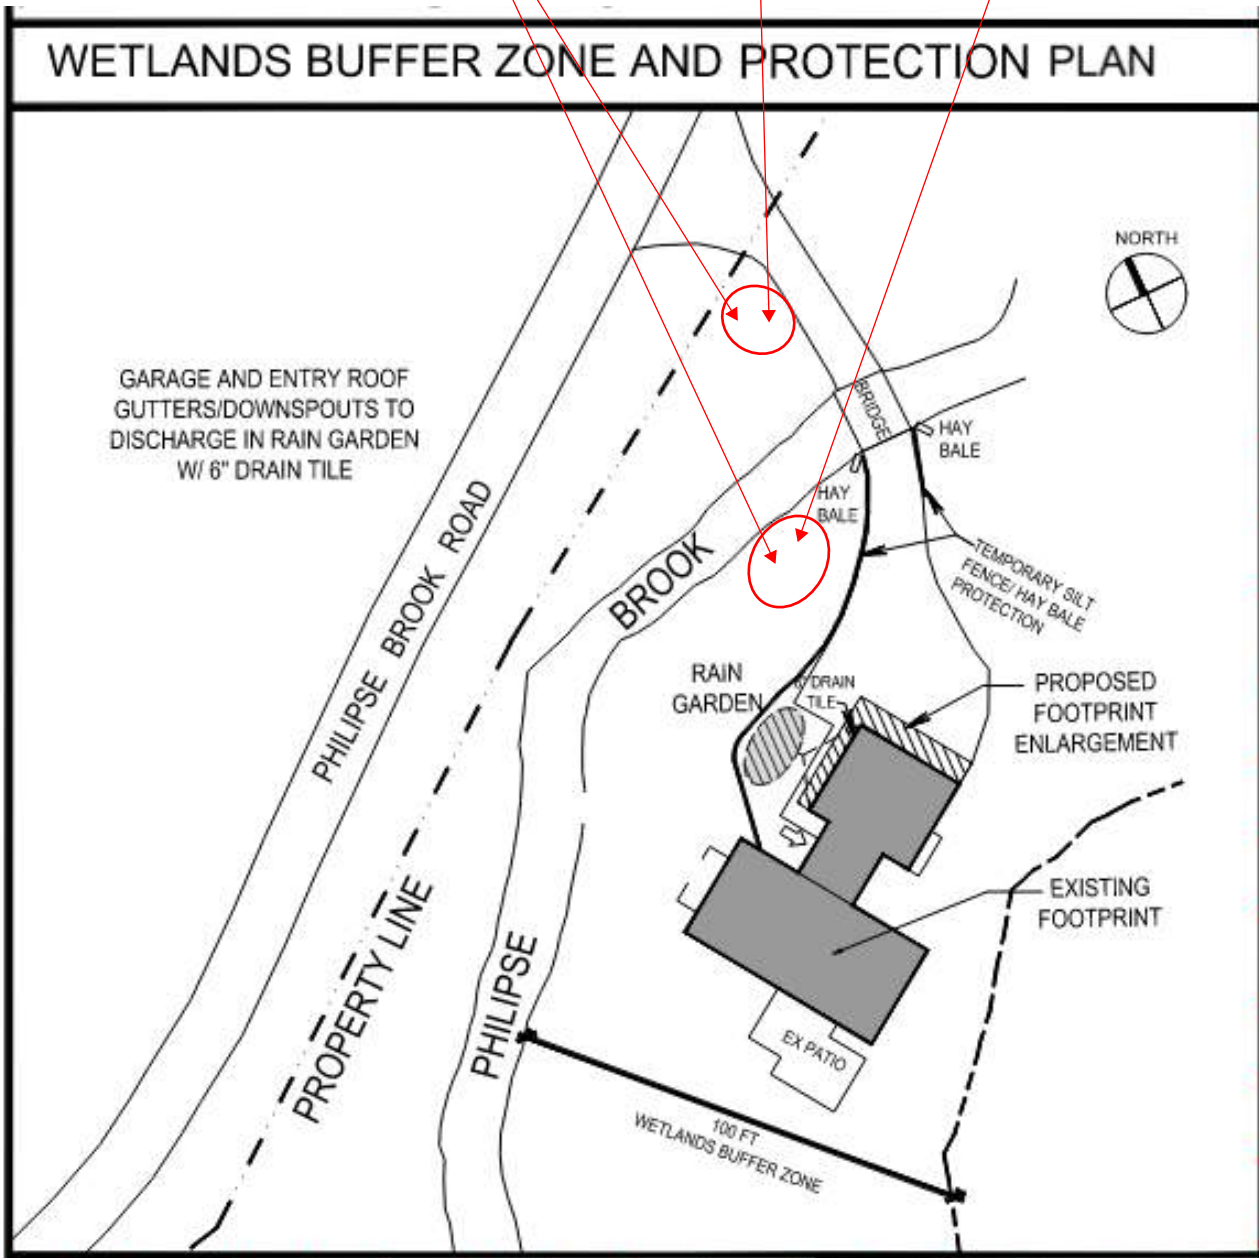 WETLANDS BUFFER ZONE AND PROTECTION PLAN
NORTH
GARAGE AND ENTRY ROOF
GUTTERS/DOWNSPOUTS TO
DISCHARGE IN RAIN GARDEN
W/ 6" DRAIN TILE
BRIDGE
HAY
BALE
HAY
BALE
PHILIPSE BROOK ROAD
BROOK
TEMPORARY SILT
FENCE/ HAY BALE
PROTECTION
RAIN
GARDEN
DRAIN
TILE
PROPOSED
FOOTPRINT
ENLARGEMENT
EXISTING
FOOTPRINT
PROPERTY LINE
PHILIPSE
EX PATIO
100 FT
WETLANDS BUFFER ZONE